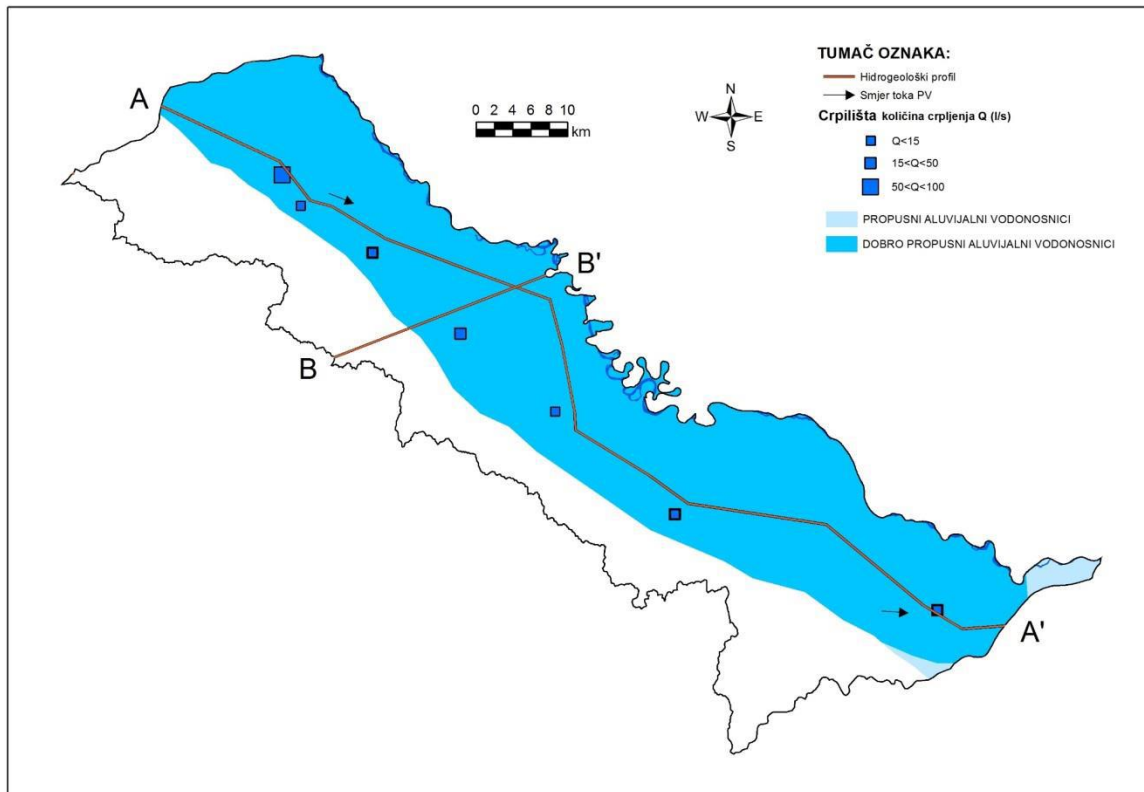 TUMAČ OZNAKA:
Hidrogeološki profil
Smjer toka PV
Crpilišta količina crpljenja Q (l/s)
Q<15
15<Q<50
50<Q<100
PROPUSNI ALUVIJALNI VODONOSNICI
DOBRO PROPUSNI ALUVIJALNI VODONOSNICI
0 2 4 6 8 10
km
N
W E
S
A
B'
B
A'